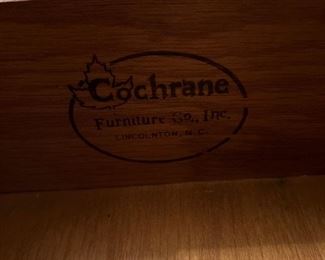 Cochrane
Furniture Co., Inc.
LINCOLNTON, N.C.